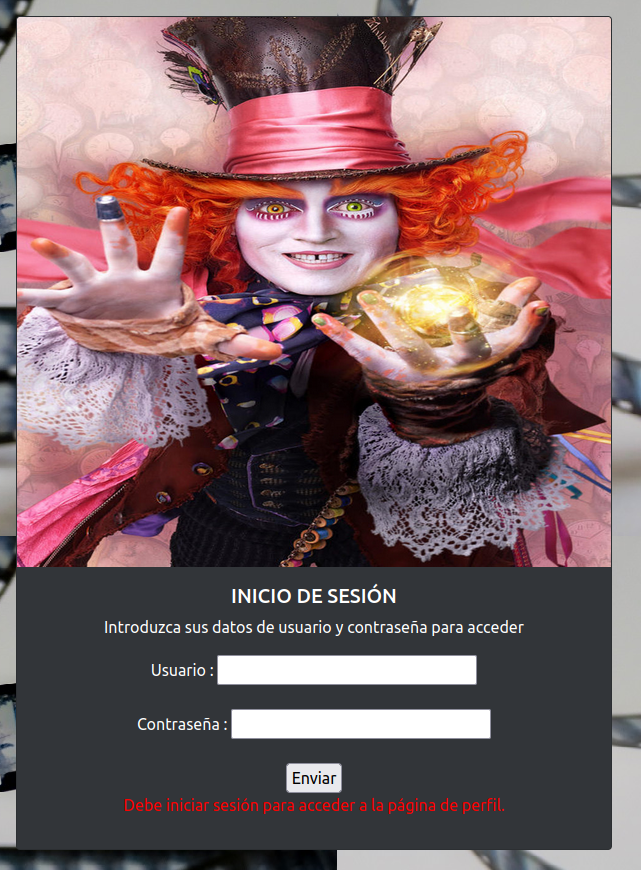 INICIO DE SESIÓN
Introduzca sus datos de usuario y contraseña para acceder
Usuario :
Contraseña :
Enviar
Debe iniciar sesión para acceder a la página de perfil.